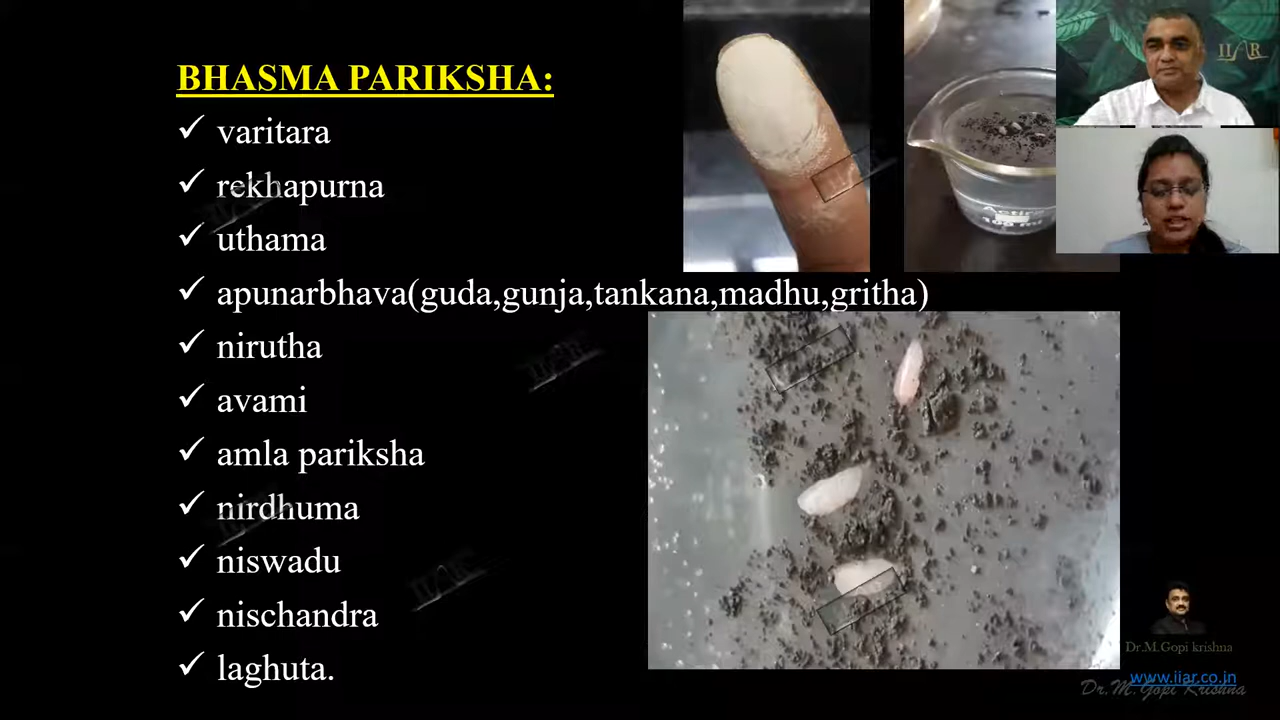 BHASMA PARIKSHA:
✓ varitara
✓ rekhapurna
✓ uthama
✓ apunarbhava(guda,gunja,tankana,madhu,gritha)
✓ nirutha
✓ avami
✓ amla pariksha
✓ nirdhuma
✓ niswadu
✓ nischandra
✓ laghuta.
IIAR
Dr.M.Gopi krishna
www.iiar.co.in
Dr.M.Gopi Krishna